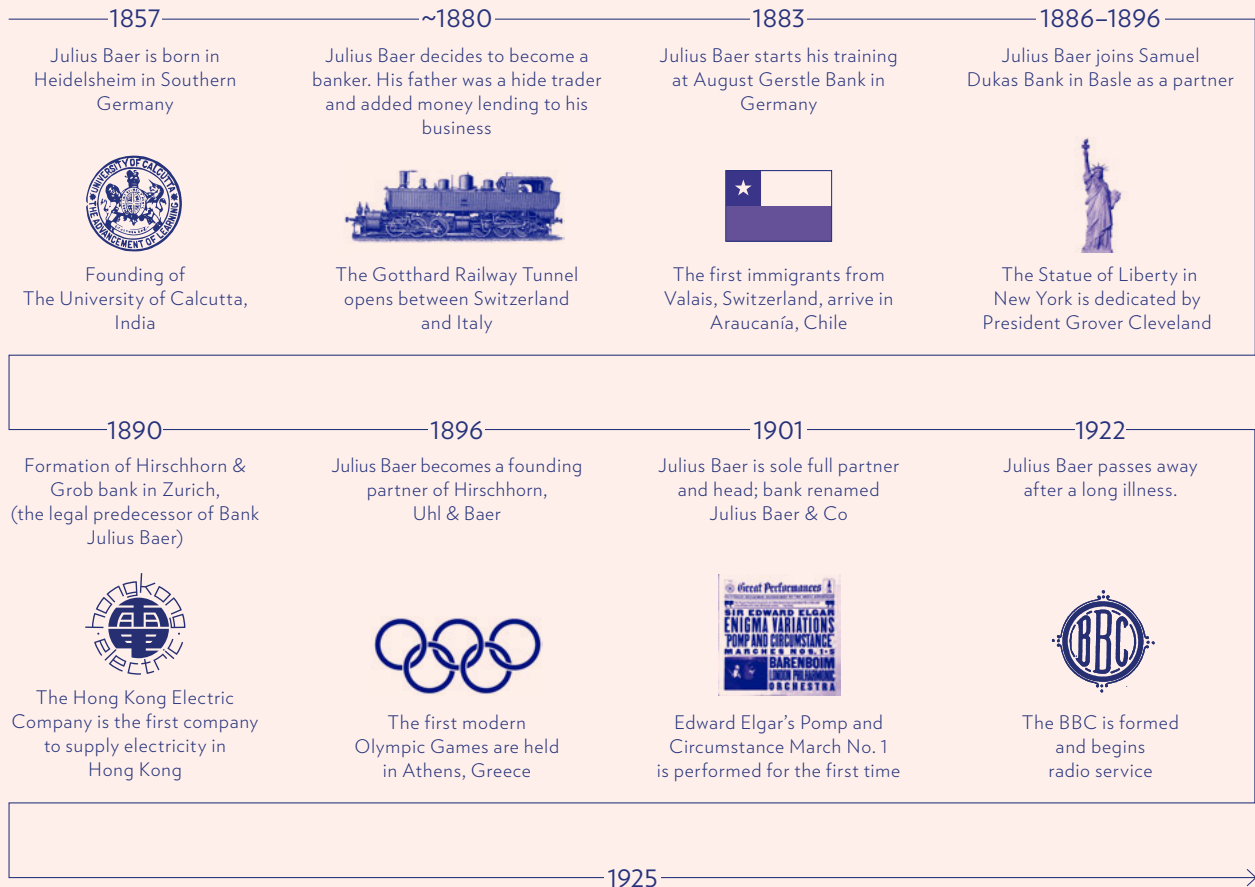 1857
Julius Baer is born in
Heidelsheim in Southern
Germany
UNIVERSITY OF CALCUTTA
THE ADVANCEMENT OF LEARNING
Founding of
The University of Calcutta,
India
~1880
Julius Baer decides to become a
banker. His father was a hide trader
and added money lending to his
business
The Gotthard Railway Tunnel
opens between Switzerland
and Italy
1883
Julius Baer starts his training
at August Gerstle Bank in
Germany
The first immigrants from
Valais, Switzerland, arrive in
Araucanía, Chile
1886–1896
Julius Baer joins Samuel
Dukas Bank in Basle as a partner
The Statue of Liberty in
New York is dedicated by
President Grover Cleveland
1890
Formation of Hirschhorn &
Grob bank in Zurich,
(the legal predecessor of Bank
Julius Baer)
hongkong
electric
The Hong Kong Electric
Company is the first company
to supply electricity in
Hong Kong
1896
Julius Baer becomes a founding
partner of Hirschhorn,
Uhl & Baer
The first modern
Olympic Games are held
in Athens, Greece
1901
Julius Baer is sole full partner
and head; bank renamed
Julius Baer & Co
Great Performances
SIR EDWARD ELGAR
ENIGMA VARIATIONS
"POMP AND CIRCUMSTANCE"
MARCHES NOS. 1-5
BARENBOIM
LONDON PHILHARMONIC
ORCHESTRA
Edward Elgar's Pomp and
Circumstance March No. 1
is performed for the first time
1922
Julius Baer passes away
after a long illness.
BBC
The BBC is formed
and begins
radio service
1925